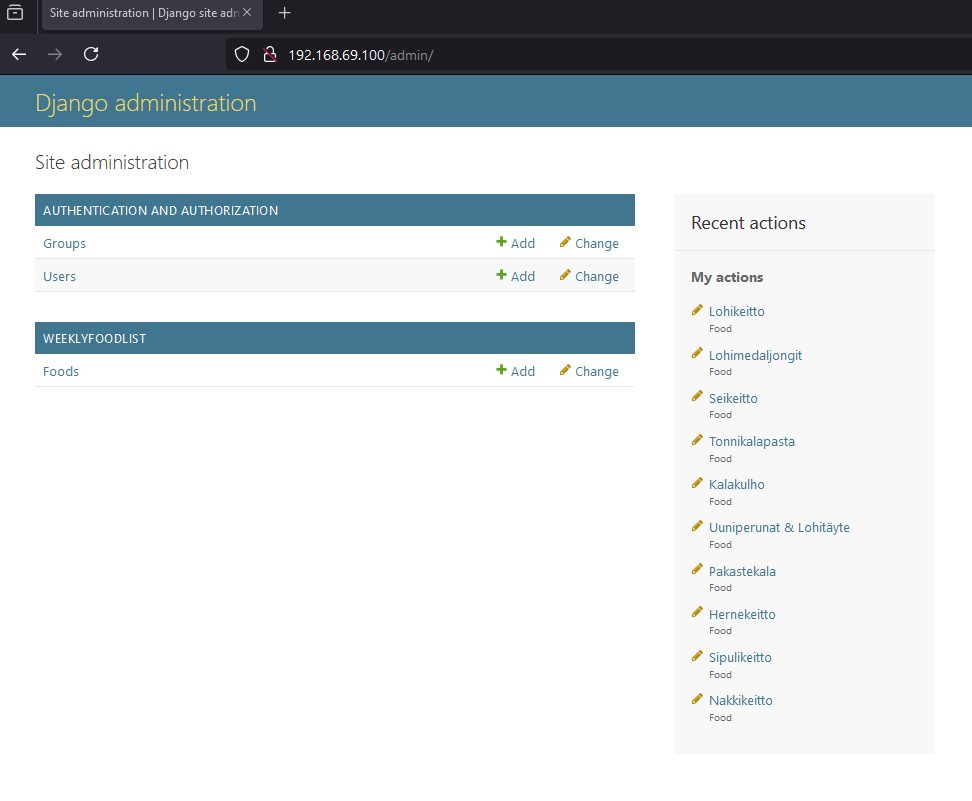 Site administration | Django site adm
192.168.69.100/admin/
Django administration
Site administration
AUTHENTICATION AND AUTHORIZATION
Groups Add Change
Users Add Change
WEEKLYFOODLIST
Foods Add Change
Recent actions
My actions
Lohikeitto
Food
Lohimedaljongit
Food
Seikeitto
Food
Tonnikalapasta
Food
Kalakulho
Food
Uuniperunat & Lohitäyte
Food
Pakastekala
Food
Hernekeitto
Food
Sipulikeitto
Food
Nakkikeitto
Food